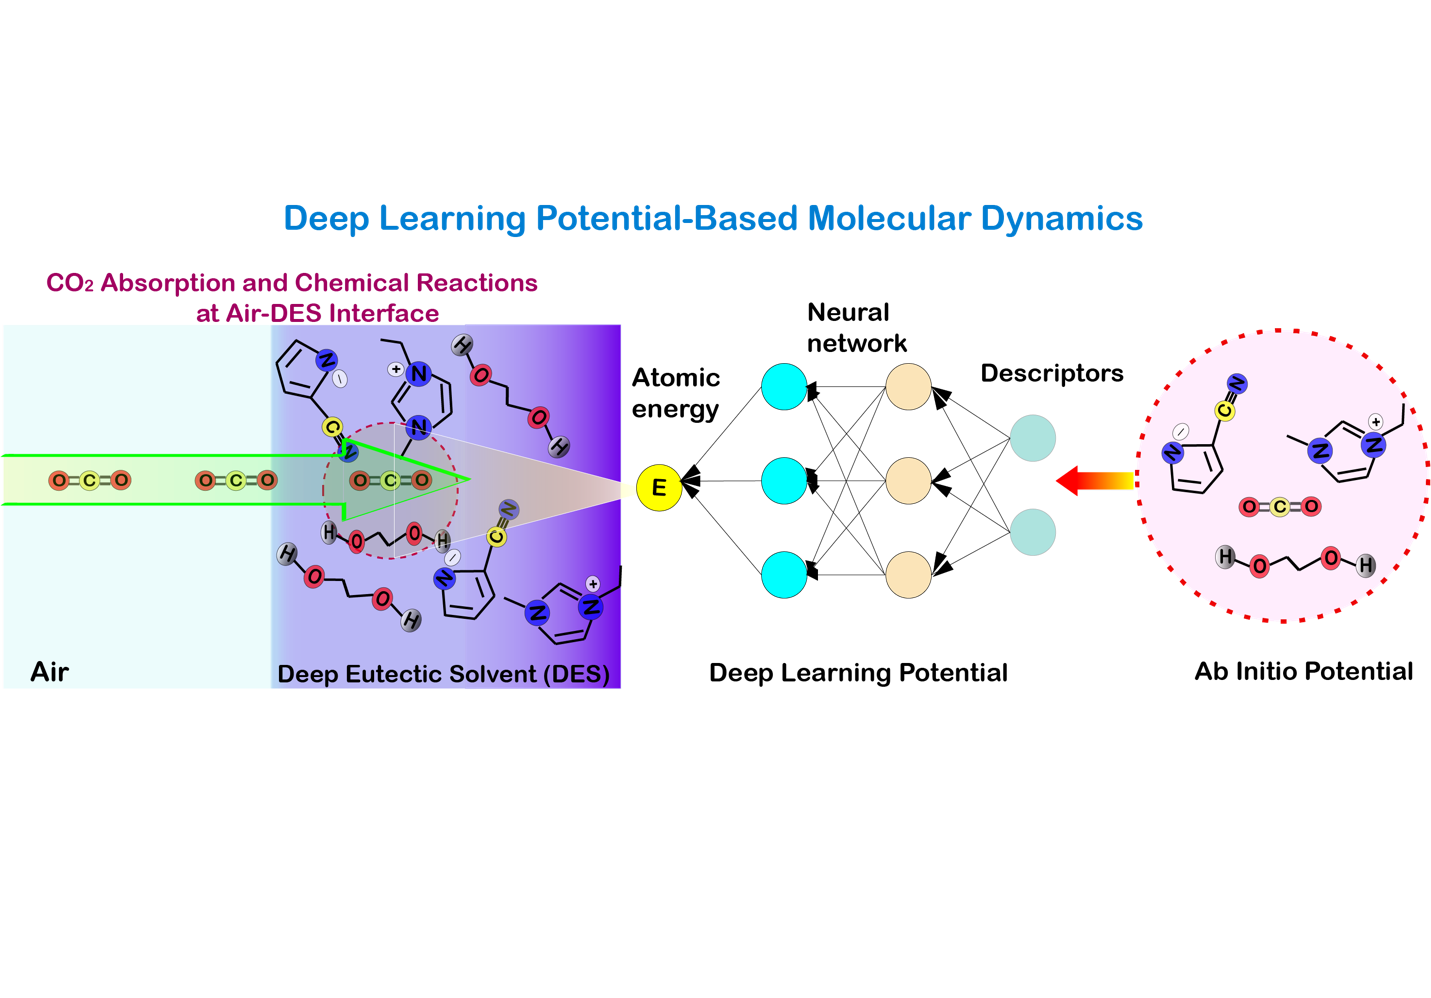 Deep Learning Potential-Based Molecular Dynamics
CO₂ Absorption and Chemical Reactions
at Air-DES Interface
Neural
network
Atomic
energy
Descriptors
N
−
C
N
+
N
N
H
O
O
H
O C O
O C O
O C O
H O O H
H
O
O
H
N
C
−
N
N
+
N
E
N
C
−
N
+
N
N
O C O
H O O H
Air
Deep Eutectic Solvent (DES)
Deep Learning Potential
Ab Initio Potential